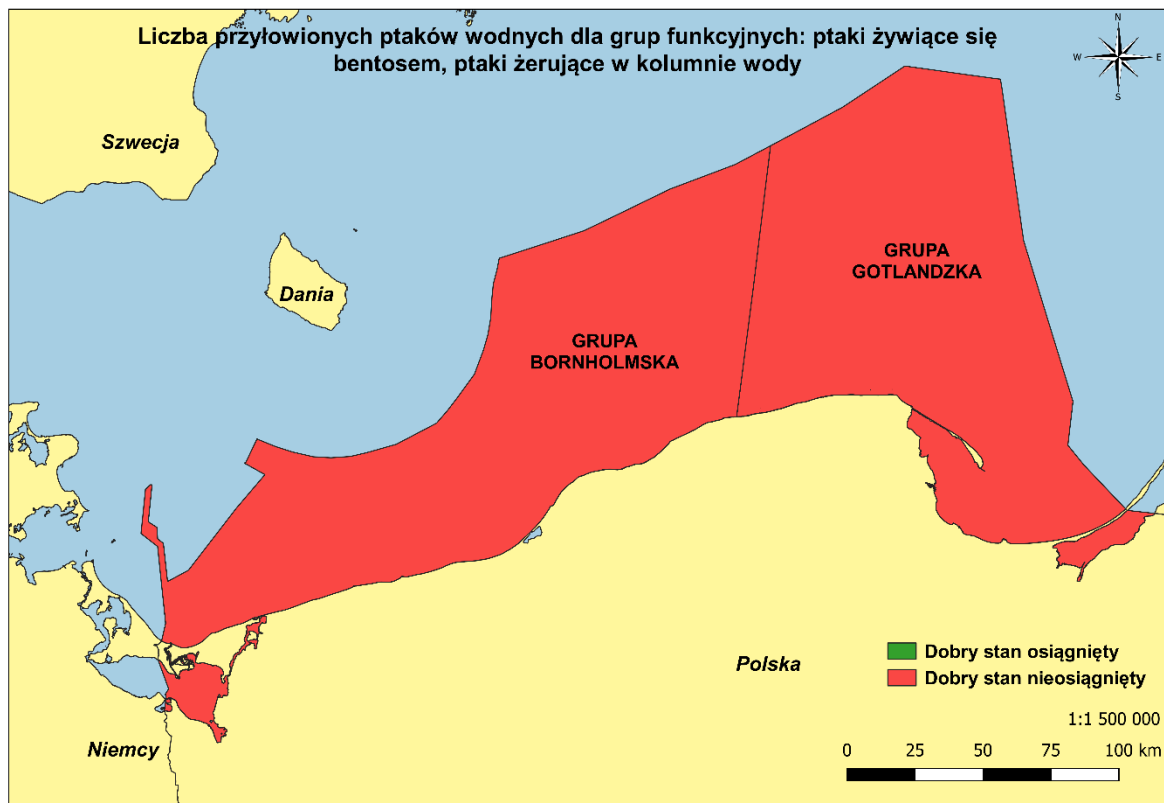 Liczba przyłowionych ptaków wodnych dla grup funkcyjnych: ptaki żywiące się
bentosem, ptaki żerujące w kolumnie wody
N
W E
S
Szwecja
Dania
GRUPA
GOTLANDZKA
GRUPA
BORNHOLMSKA
Polska
Niemcy
Dobry stan osiągnięty
Dobry stan nieosiągnięty
1:1 500 000
0 25 50 75 100 km